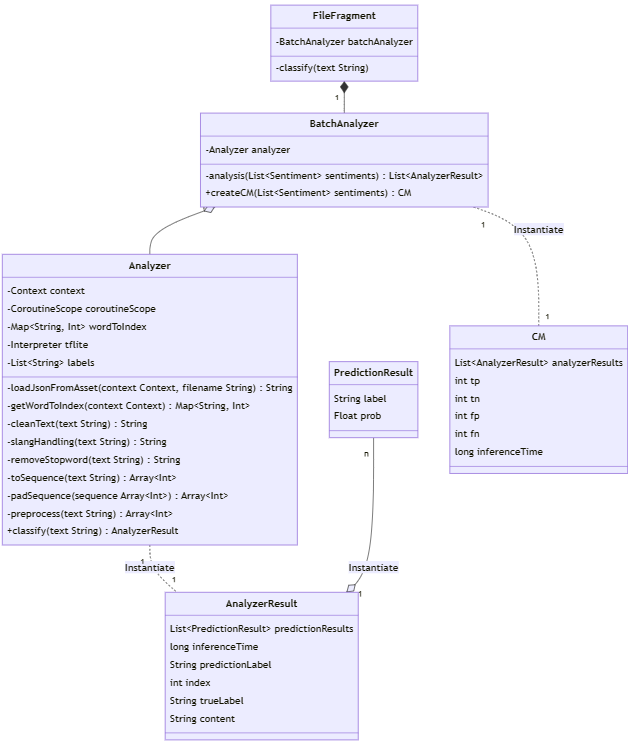 FileFragment
-BatchAnalyzer batchAnalyzer
-classify(text String)
1
BatchAnalyzer
-Analyzer analyzer
-analysis(List<Sentiment> sentiments) : List<AnalyzerResult>
+createCM(List<Sentiment> sentiments) : CM
1
Instantiate
1
Analyzer
-Context context
-CoroutineScope coroutineScope
-Map<String, Int> wordToIndex
-Interpreter tflite
-List<String> labels
-loadJsonFromAsset(context Context, filename String) : String
-getWordToIndex(context Context) : Map<String, Int>
-cleanText(text String) : String
-slangHandling(text String) : String
-removeStopword(text String) : String
-toSequence(text String) : Array<Int>
-padSequence(sequence Array<Int>) : Array<Int>
-preprocess(text String) : Array<Int>
+classify(text String) : AnalyzerResult
CM
List<AnalyzerResult> analyzerResults
int tp
int tn
int fp
int fn
long inferenceTime
PredictionResult
String label
Float prob
n
Instantiate
1
1
Instantiate
1
AnalyzerResult
List<PredictionResult> predictionResults
long inferenceTime
String predictionLabel
int index
String trueLabel
String content